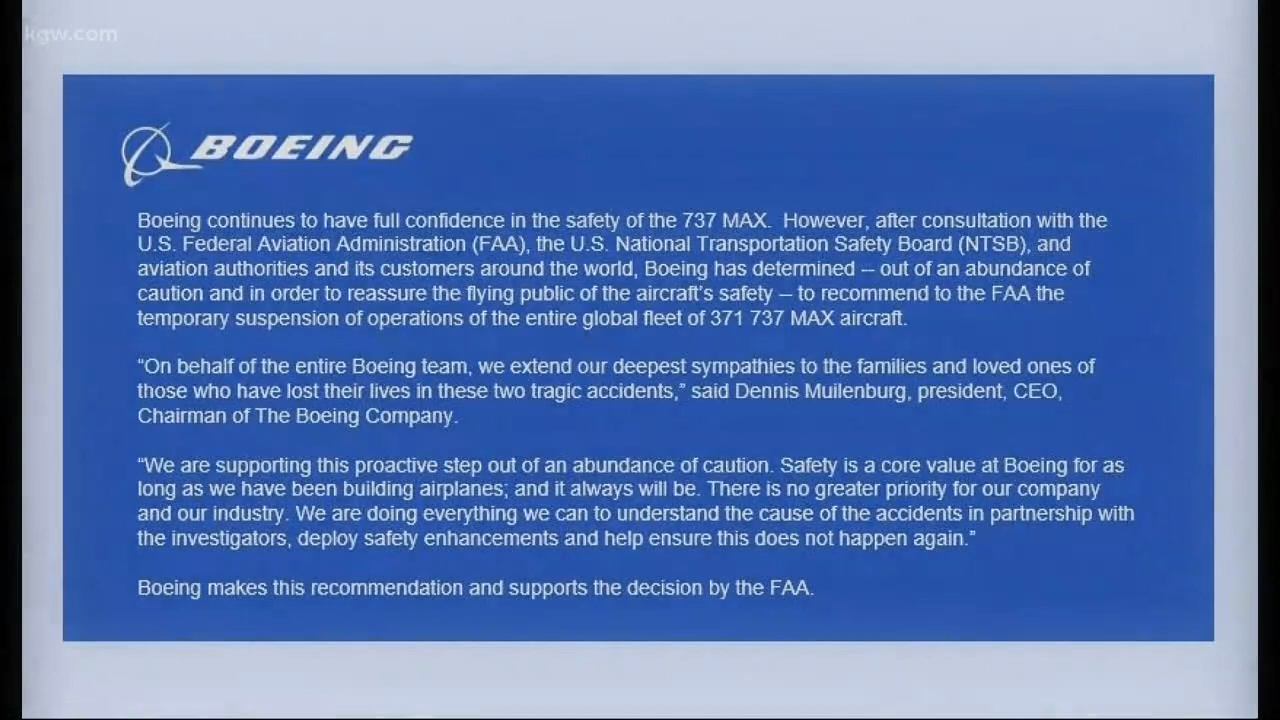 kgw.com
BOEING
Boeing continues to have full confidence in the safety of the 737 MAX.  However, after consultation with the
U.S. Federal Aviation Administration (FAA), the U.S. National Transportation Safety Board (NTSB), and
aviation authorities and its customers around the world, Boeing has determined -- out of an abundance of
caution and in order to reassure the flying public of the aircraft's safety -- to recommend to the FAA the
temporary suspension of operations of the entire global fleet of 371 737 MAX aircraft.
“On behalf of the entire Boeing team, we extend our deepest sympathies to the families and loved ones of
those who have lost their lives in these two tragic accidents,” said Dennis Muilenburg, president, CEO,
Chairman of The Boeing Company.
“We are supporting this proactive step out of an abundance of caution. Safety is a core value at Boeing for as
long as we have been building airplanes; and it always will be. There is no greater priority for our company
and our industry. We are doing everything we can to understand the cause of the accidents in partnership with
the investigators, deploy safety enhancements and help ensure this does not happen again.”
Boeing makes this recommendation and supports the decision by the FAA.